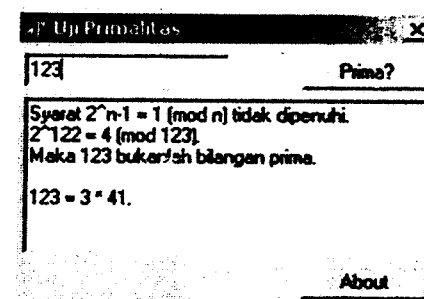 Uji Primalitas
123
Prima?
Syarat 2^n-1 = 1 (mod n) tidak dipenuhi.
2^122 = 4 (mod 123).
Maka 123 bukanlah bilangan prima.
123 = 3 * 41.
About